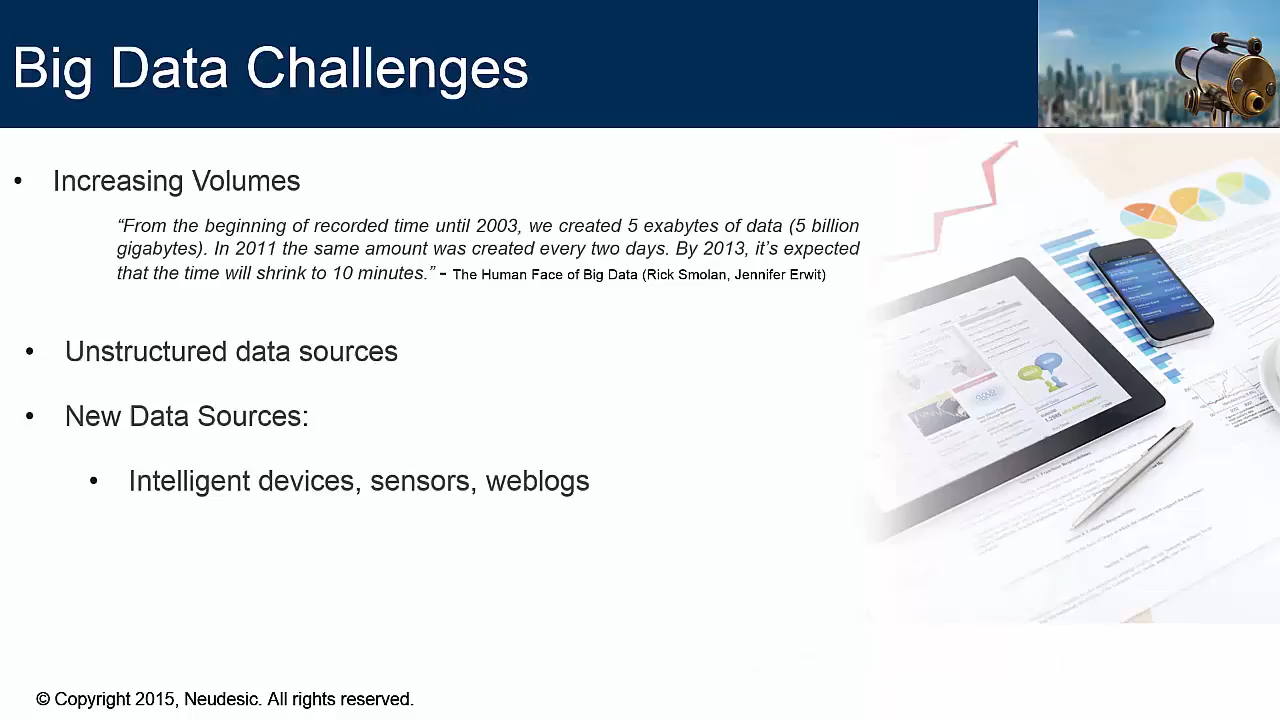 Big Data Challenges
• Increasing Volumes
“From the beginning of recorded time until 2003, we created 5 exabytes of data (5 billion
gigabytes). In 2011 the same amount was created every two days. By 2013, it’s expected
that the time will shrink to 10 minutes.” - The Human Face of Big Data (Rick Smolan, Jennifer Erwit)
• Unstructured data sources
• New Data Sources:
• Intelligent devices, sensors, weblogs
© Copyright 2015, Neudesic. All rights reserved.